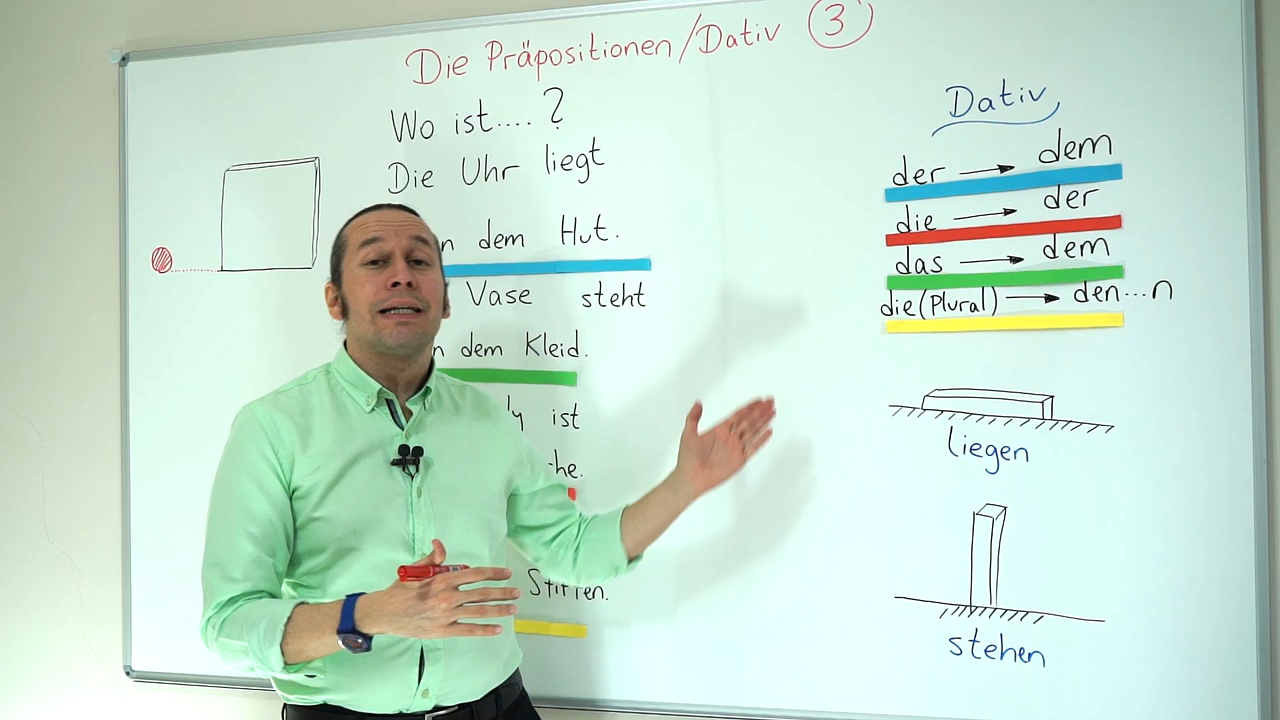 Die Präpositionen/Dativ 3
Wo ist....?
Die Uhr liegt
dem Hut.
Vase steht
dem Kleid.
ist
Stiften.
Dativ
der → dem
die → der
das → dem
die (Plural) → den...n
liegen
stehen